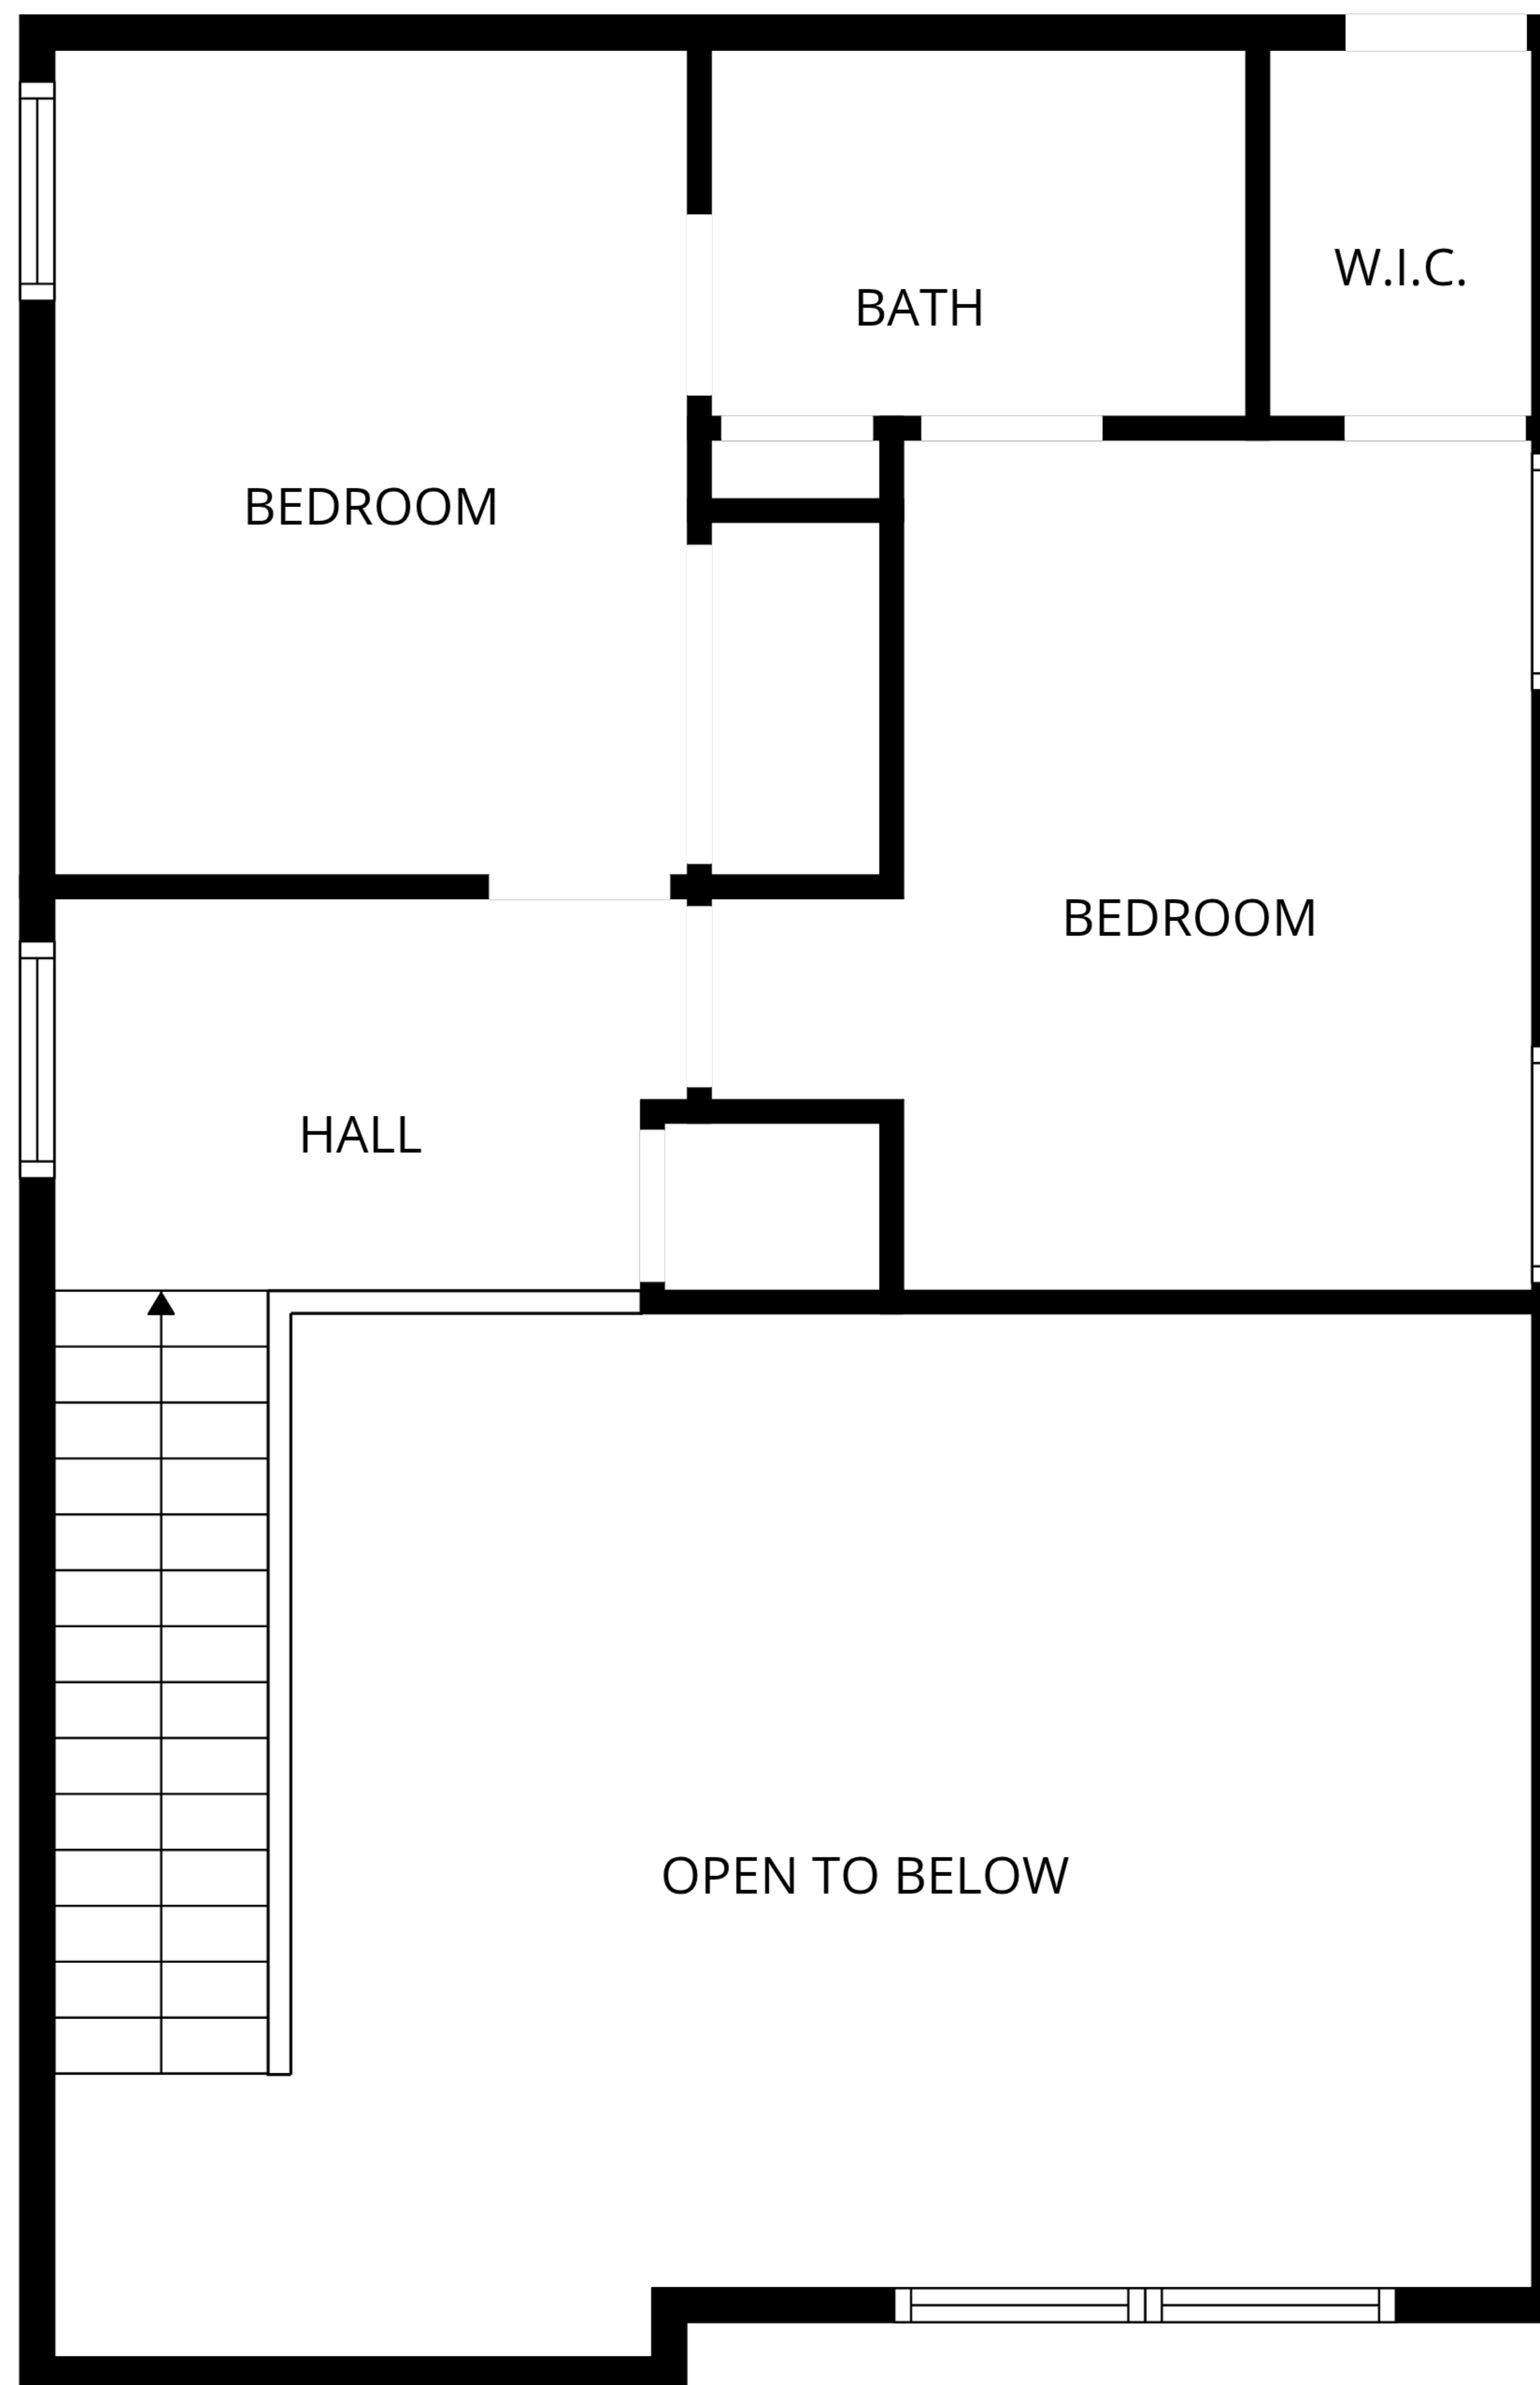 W.I.C.
BATH
BEDROOM
BEDROOM
HALL
OPEN TO BELOW